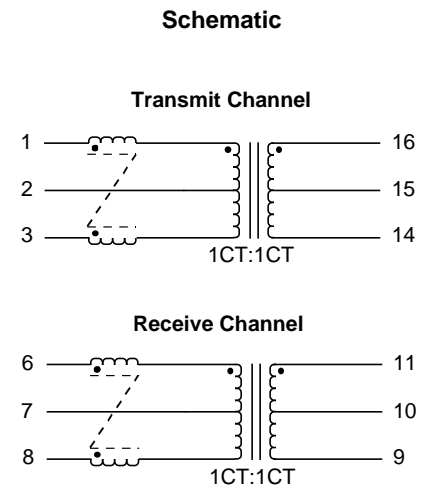 Schematic
Transmit Channel
1 16
2 15
3 14
1CT:1CT
Receive Channel
6 11
7 10
8 9
1CT:1CT